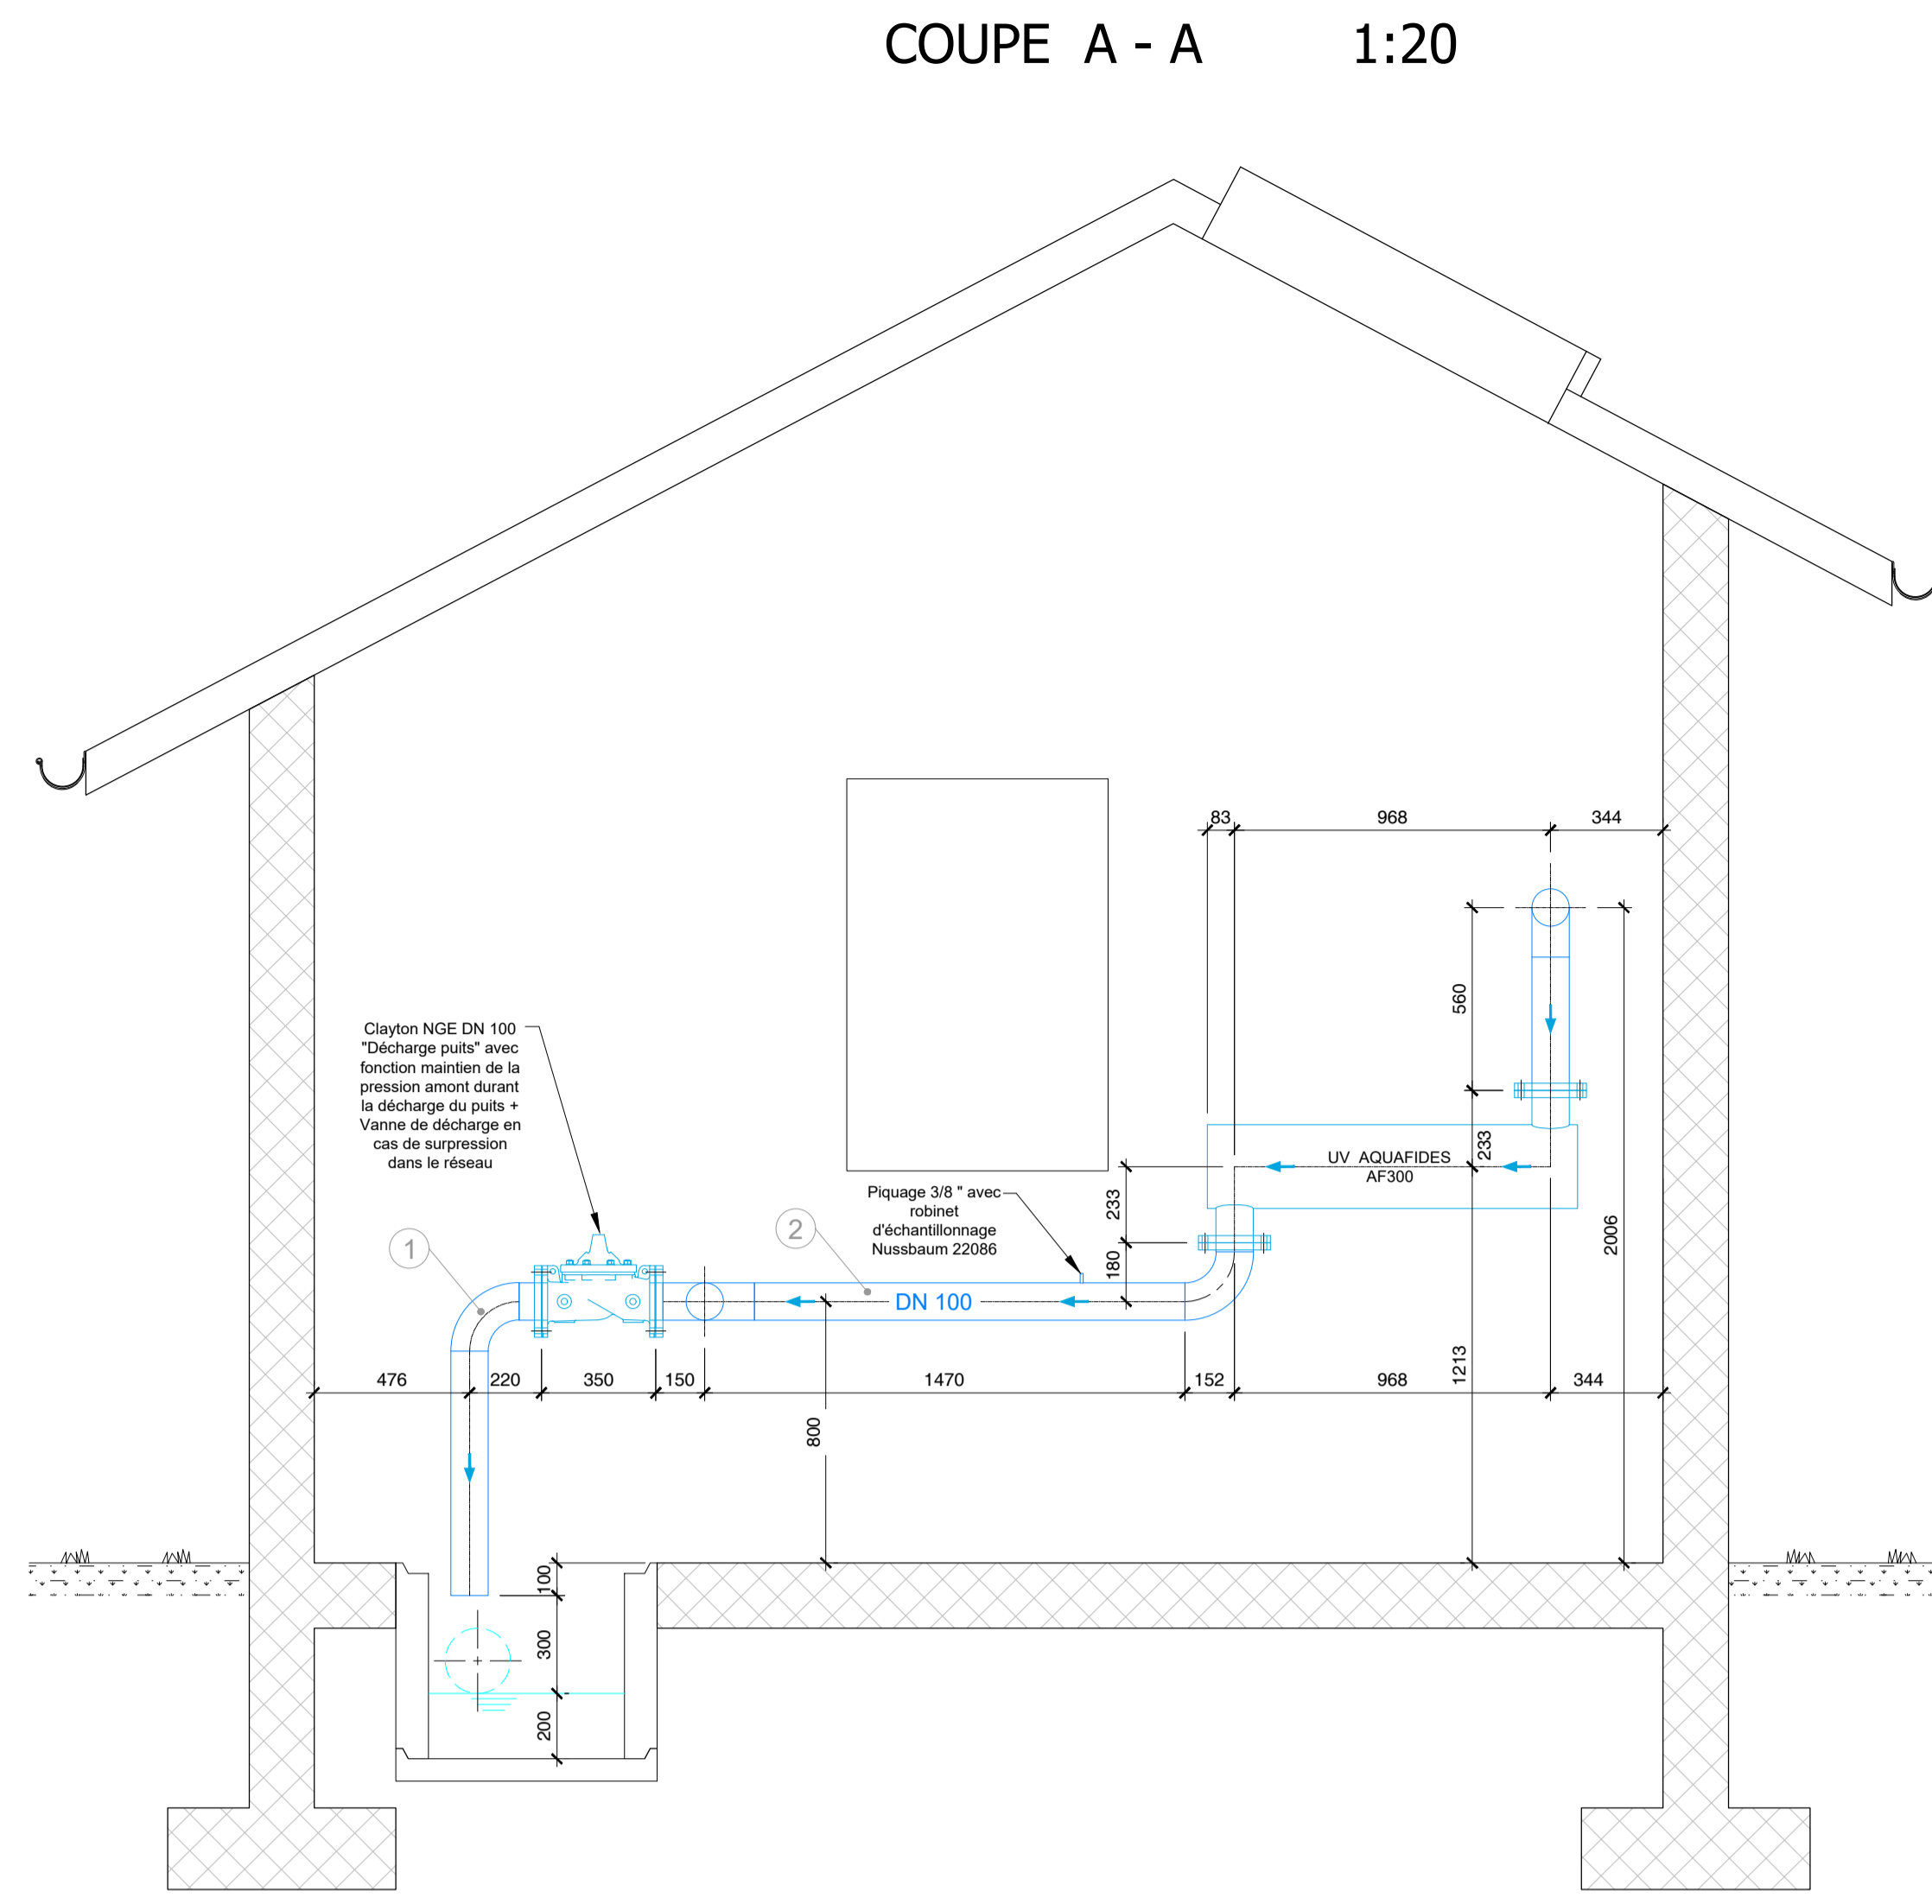 COUPE A - A 1:20
83 968 344
560
Clayton NGE DN 100
"Décharge puits" avec
fonction maintien de la
pression amont durant
la décharge du puits +
Vanne de décharge en
cas de surpression
dans le réseau
233
UV AQUAFIDES
AF300
Piquage 3/8 " avec
robinet
d'échantillonnage
Nussbaum 22086
233
180
2006
1
2
DN 100
1213
476 220 350 150 1470 152 968 344
800
100
300
200